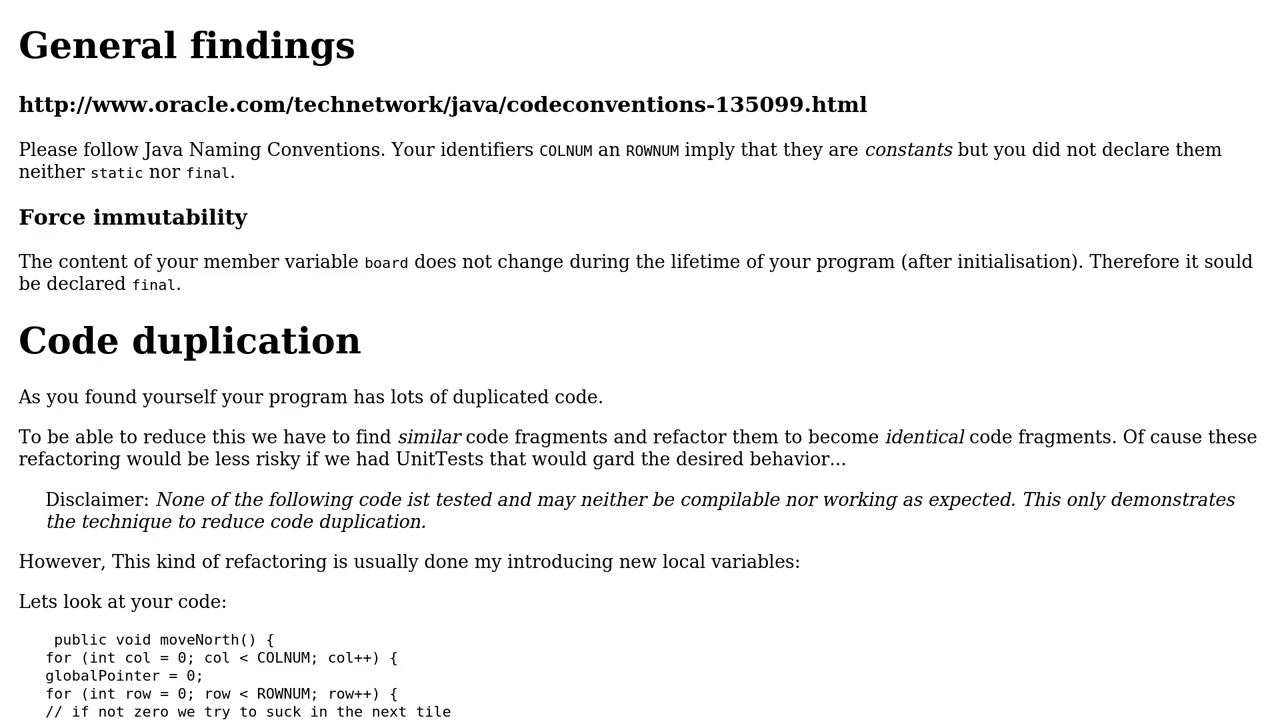 General findings
http://www.oracle.com/technetwork/java/codeconventions-135099.html
Please follow Java Naming Conventions. Your identifiers COLNUM an ROWNUM imply that they are constants but you did not declare them
neither static nor final.
Force immutability
The content of your member variable board does not change during the lifetime of your program (after initialisation). Therefore it sould
be declared final.
Code duplication
As you found yourself your program has lots of duplicated code.
To be able to reduce this we have to find similar code fragments and refactor them to become identical code fragments. Of cause these
refactoring would be less risky if we had UnitTests that would gard the desired behavior...
Disclaimer: None of the following code ist tested and may neither be compilable nor working as expected. This only demonstrates
the technique to reduce code duplication.
However, This kind of refactoring is usually done my introducing new local variables:
Lets look at your code:
public void moveNorth() {
for (int col = 0; col < COLNUM; col++) {
globalPointer = 0;
for (int row = 0; row < ROWNUM; row++) {
// if not zero we try to suck in the next tile